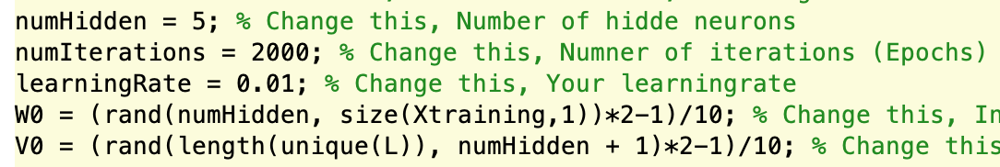 numHidden = 5; % Change this, Number of hidde neurons
numIterations = 2000; % Change this, Numner of iterations (Epochs)
learningRate = 0.01; % Change this, Your learningrate
W0 = (rand(numHidden, size(Xtraining,1))*2-1)/10; % Change this, In
V0 = (rand(length(unique(L)), numHidden + 1)*2-1)/10; % Change this